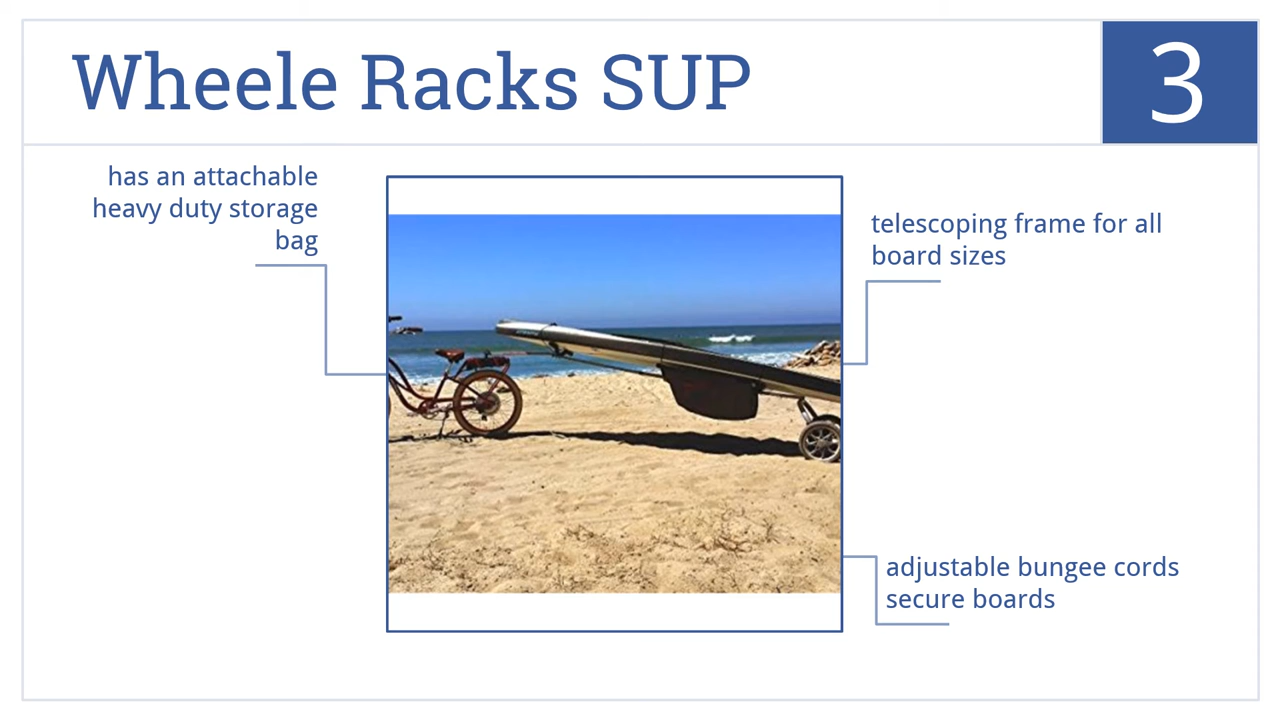 Wheele Racks SUP
3
has an attachable
heavy duty storage
bag
telescoping frame for all
board sizes
adjustable bungee cords
secure boards